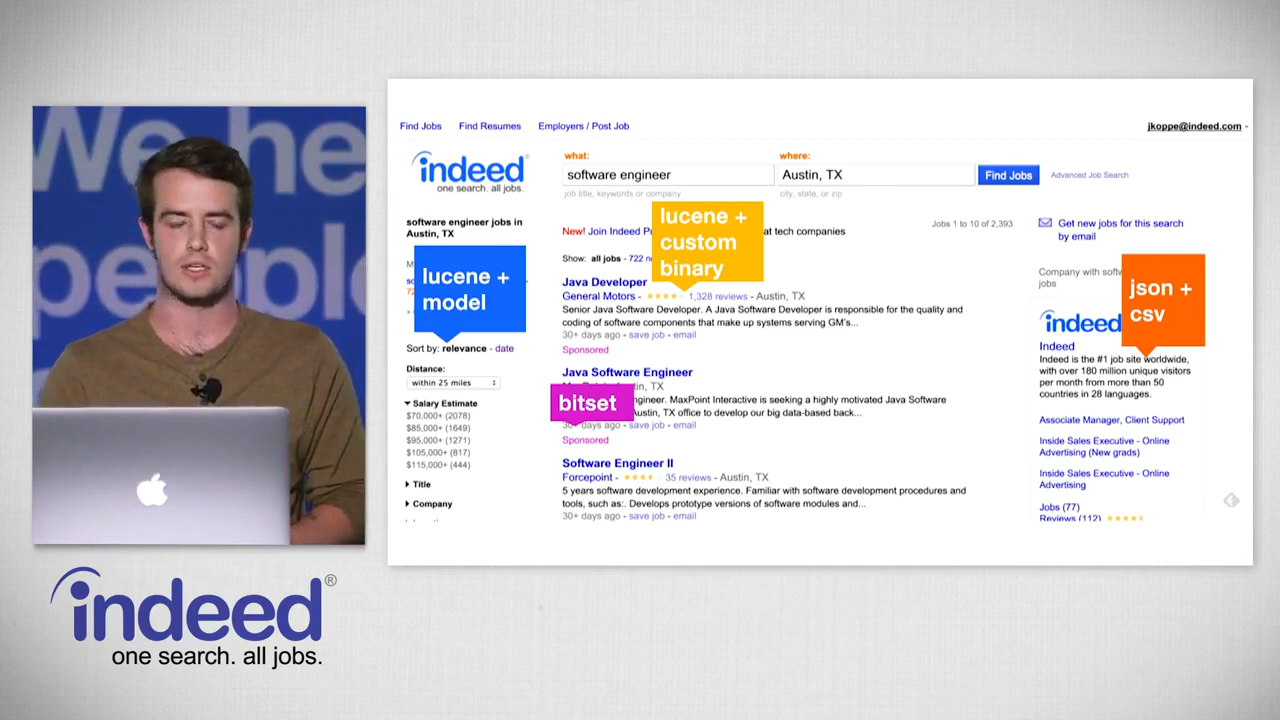 We he
people
Find Jobs Find Resumes Employers / Post Job jkoppe@indeed.com
what: where:
indeed
one search. all jobs.
software engineer Austin, TX Find Jobs Advanced Job Search
job title, keywords or company city, state, or zip
software engineer jobs in
Austin, TX
lucene +
model
Sort by: relevance - date
Distance:
within 25 miles
Salary Estimate
$70,000+ (2078)
$85,000+ (1649)
$95,000+ (1271)
$105,000+ (817)
$115,000+ (444)
Title
Company
lucene +
custom
binary
Jobs 1 to 10 of 2,393
New! Join Indeed at tech companies
Show: all jobs - 722
Java Developer
General Motors - 1,328 reviews - Austin, TX
Senior Java Software Developer. A Java Software Developer is responsible for the quality and
coding of software components that make up systems serving GM's...
30+ days ago - save job - email
Sponsored
Java Software Engineer
TX
bitset
MaxPoint Interactive is seeking a highly motivated Java Software
Austin, TX office to develop our big data-based back...
30+ days ago - save job - email
Sponsored
Software Engineer II
Forcepoint - 35 reviews - Austin, TX
5 years software development experience. Familiar with software development procedures and
tools, such as:. Develops prototype versions of software modules and...
30+ days ago - save job - email
Get new jobs for this search
by email
Company with
jobs
json +
csv
indeed
Indeed
Indeed is the #1 job site worldwide,
with over 180 million unique visitors
per month from more than 50
countries in 28 languages.
Associate Manager, Client Support
Inside Sales Executive - Online
Advertising (New grads)
Inside Sales Executive - Online
Advertising
Jobs (77)
Reviews (112)
indeed®
one search. all jobs.